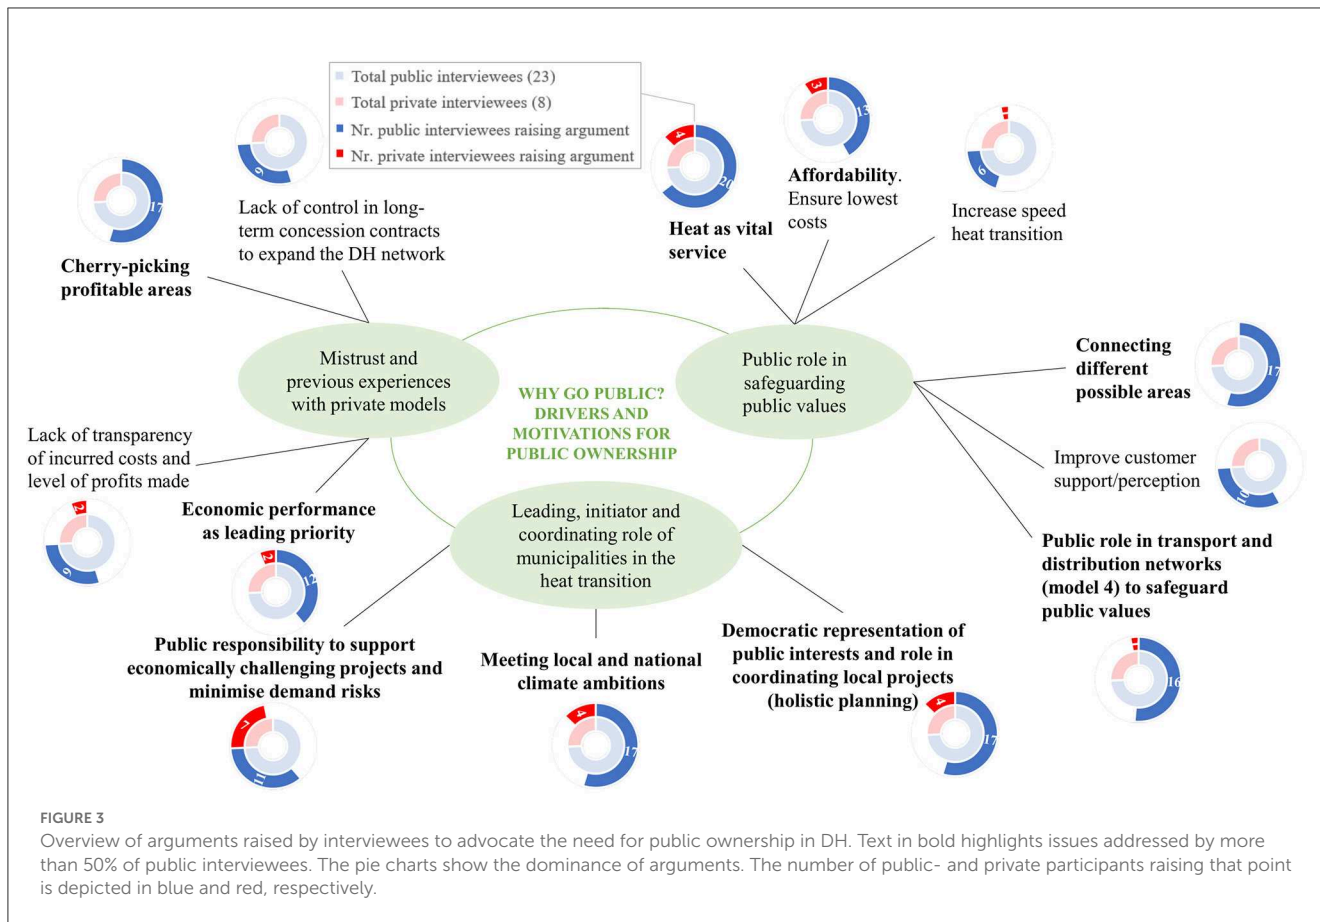 Total public interviewees (23)
Total private interviewees (8)
Nr. public interviewees raising argument
Nr. private interviewees raising argument
17
Cherry-picking
profitable areas
9
Lack of control in long-
term concession contracts
to expand the DH network
4
20
Heat as vital
service
3
13
Affordability.
Ensure lowest
costs
1
6
Increase speed
heat transition
Mistrust and
previous experiences
with private models
WHY GO PUBLIC?
DRIVERS AND
MOTIVATIONS FOR
PUBLIC OWNERSHIP
Public role in
safeguarding
public values
Connecting
different
possible areas
17
Improve customer
support/perception
10
Public role in transport and
distribution networks
(model 4) to safeguard
public values
1
16
Lack of transparency
of incurred costs and
level of profits made
2
9
Economic performance
as leading priority
2
12
Leading, initiator and
coordinating role of
municipalities in the
heat transition
Public responsibility to support
economically challenging projects and
minimise demand risks
7
11
Meeting local and national
climate ambitions
4
17
Democratic representation of
public interests and role in
coordinating local projects
(holistic planning)
4
17
FIGURE 3
Overview of arguments raised by interviewees to advocate the need for public ownership in DH. Text in bold highlights issues addressed by more
than 50% of public interviewees. The pie charts show the dominance of arguments. The number of public- and private participants raising that point
is depicted in blue and red, respectively.